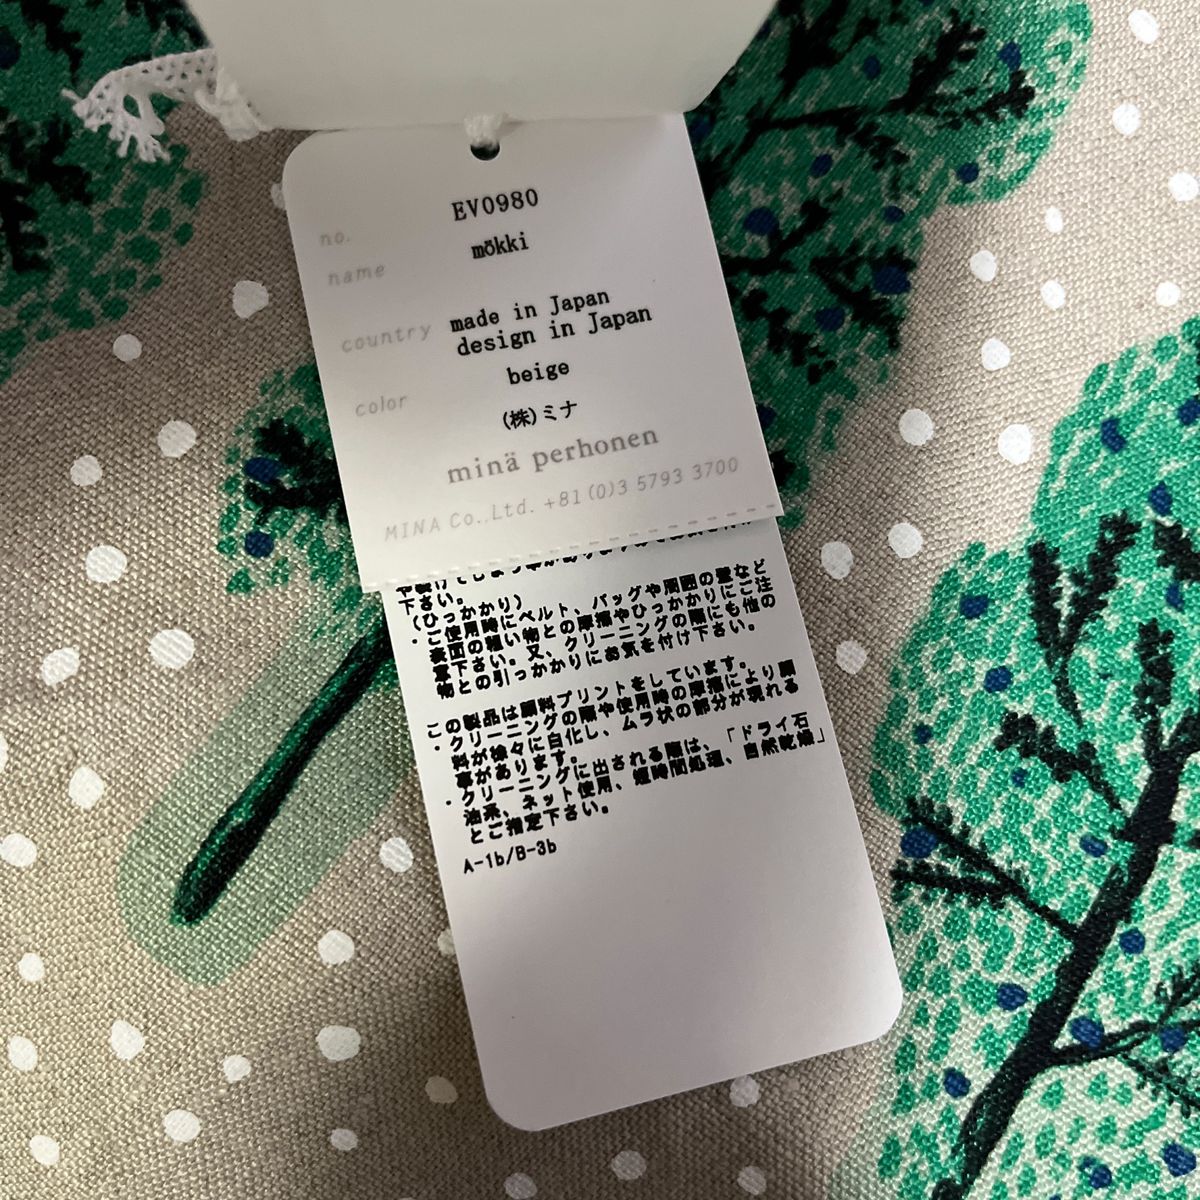 no.
EV0980
name
mökki
country
made in Japan
design in Japan
color
beige
(株)ミナ
minä perhonen
MINA Co.,Ltd. +81(0)3 5793 3700
下さい。
(ひっかかり)
・ご使用時にベルト、バッグや周囲の壁など
表面の粗い物との摩擦やひっかかりにご注
意下さい。又、クリーニングの際にも他の
物との引っかかりにお気を付け下さい。
この製品は顔料プリントをしています。
・クリーニングの際や使用時の摩擦により顔
料が徐々に白化し、ムラ状の部分が現れる
事があります。
・クリーニングに出される際は、「ドライ石
油系、ネット使用、短時間処理、自然乾燥」
とご指定下さい。
A-1b/B-3b